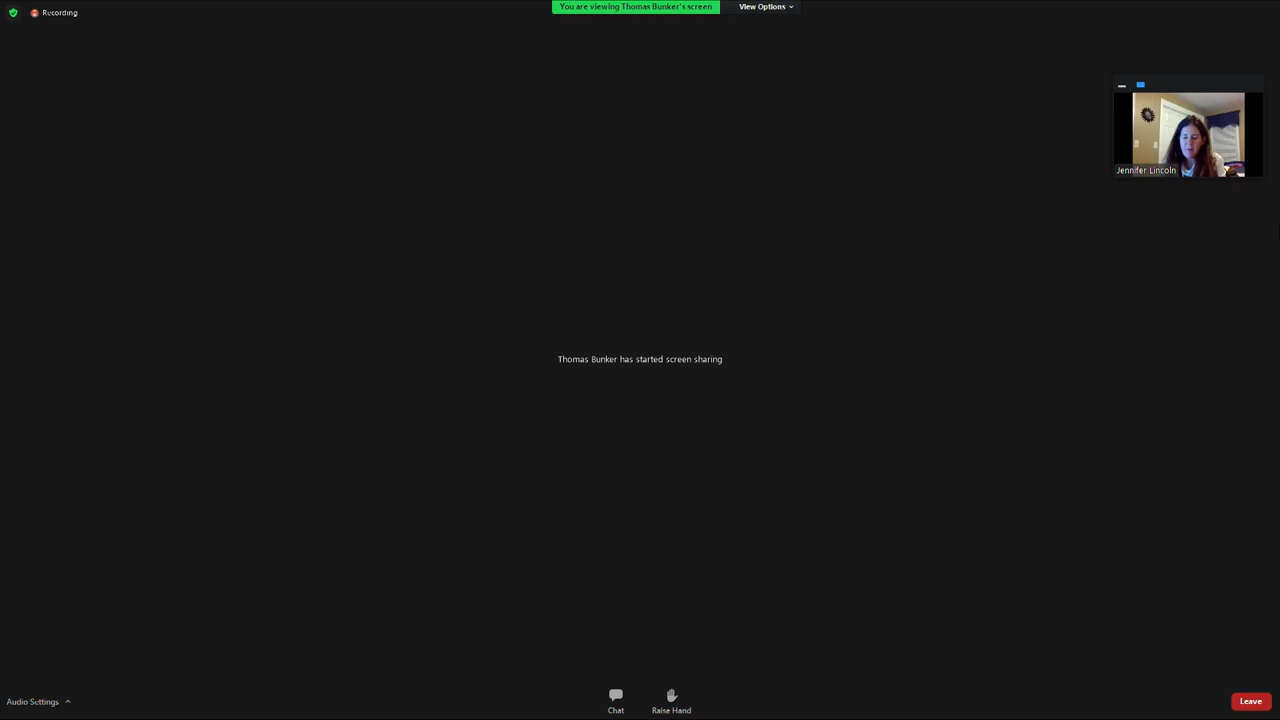 Recording
You are viewing Thomas Bunker's screen
View Options
Jennifer Lincoln
Thomas Bunker has started screen sharing
Audio Settings
Chat
Raise Hand
Leave